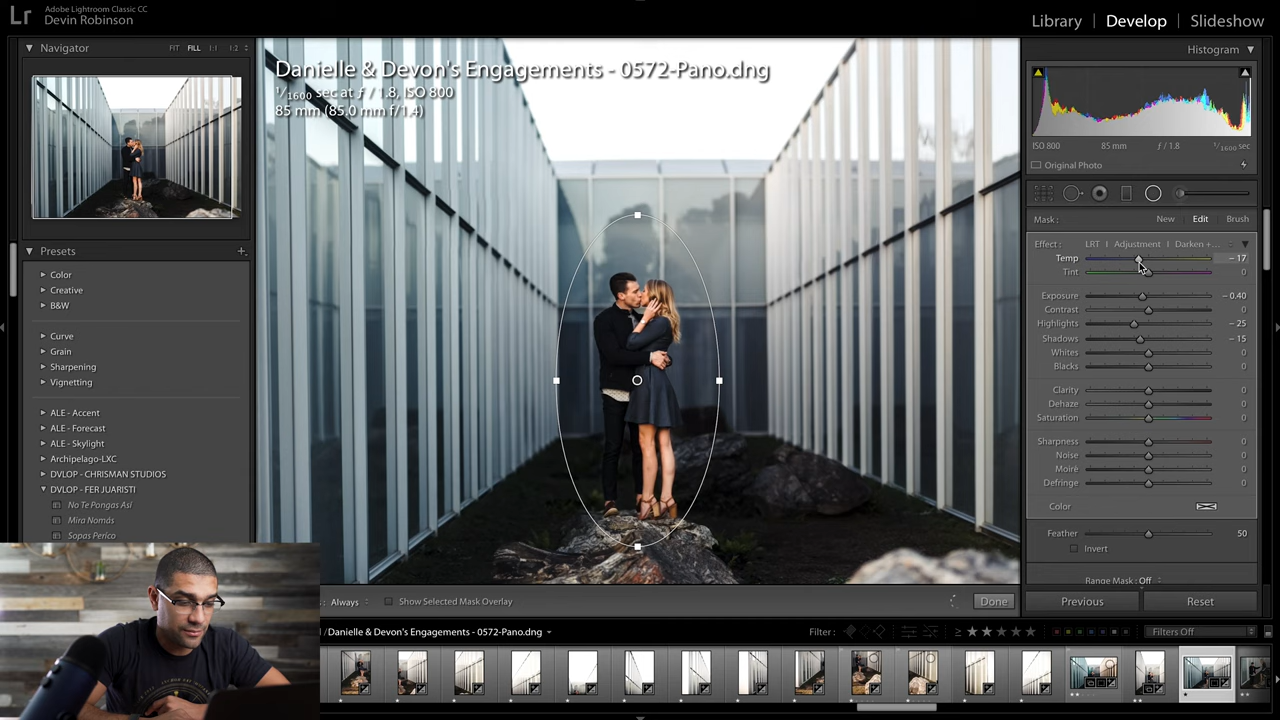 Lr
Adobe Lightroom Classic CC
Devin Robinson
Library | Develop | Slideshow
Navigator FIT FILL 1:1 1:2
Presets +
Color
Creative
B&W
Curve
Grain
Sharpening
Vignetting
ALE - Accent
ALE - Forecast
ALE - Skylight
Archipelago-LXC
DVLOP - CHRISMAN STUDIOS
DVLOP - FER JUARISTI
No Te Pongas Así
Mira Nomás
Sopas Perico
Danielle & Devon's Engagements - 0572-Pano.dng
1/1600 sec at ƒ / 1.8, ISO 800
85 mm (85.0 mm f/1.4)
: Always
Show Selected Mask Overlay
Done
/Danielle & Devon's Engagements - 0572-Pano.dng
Filter :
≥ ★★★★★
Filters Off
Histogram
ISO 800 85 mm ƒ / 1.8 1/1600 sec
Original Photo
Mask : New Edit Brush
Effect : LRT | Adjustment | Darken +...
Temp – 17
Tint 0
Exposure – 0.40
Contrast 0
Highlights – 25
Shadows – 15
Whites 0
Blacks 0
Clarity 0
Dehaze 0
Saturation 0
Sharpness 0
Noise 0
Moiré 0
Defringe 0
Color
Feather 50
Invert
Range Mask : Off
Previous
Reset